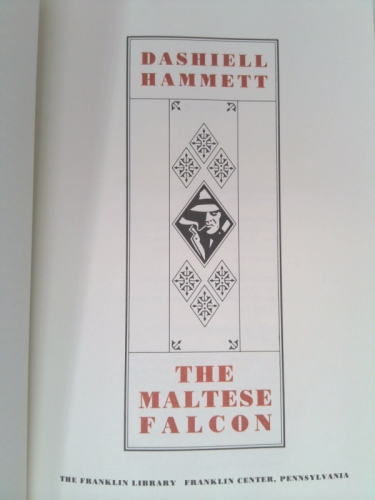 DASHIELL
HAMMETT
THE
MALTESE
FALCON
THE FRANKLIN LIBRARY FRANKLIN CENTER, PENNSYLVANIA